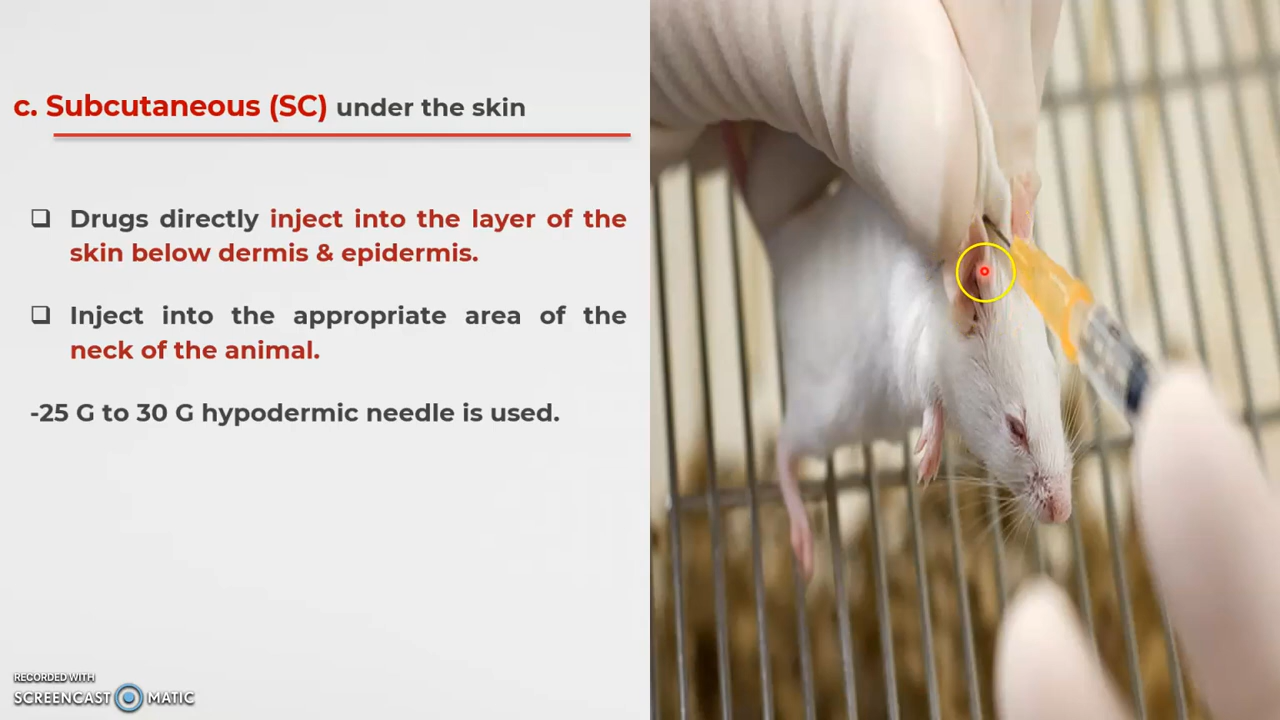 c. Subcutaneous (SC) under the skin
❑ Drugs directly inject into the layer of the
skin below dermis & epidermis.
❑ Inject into the appropriate area of the
neck of the animal.
-25 G to 30 G hypodermic needle is used.
RECORDED WITH
SCREENCAST MATIC